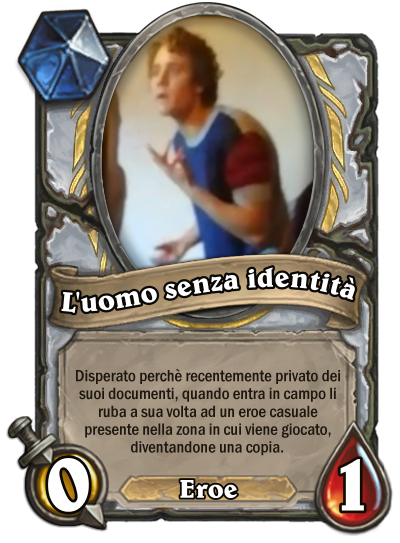 L'uomo senza identità
Disperato perchè recentemente privato dei
suoi documenti, quando entra in campo li
ruba a sua volta ad un eroe casuale
presente nella zona in cui viene giocato,
diventandone una copia.
0
Eroe
1